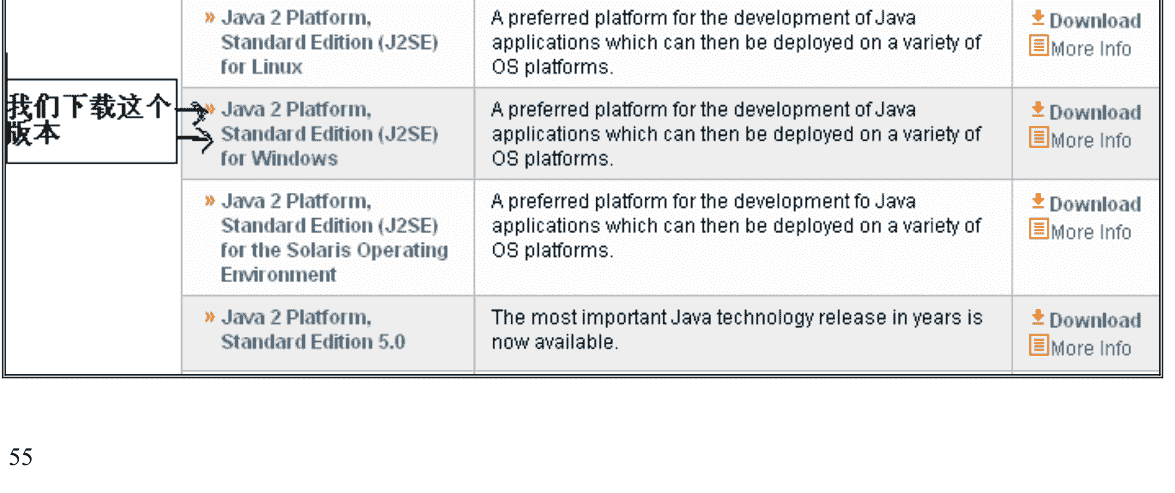 » Java 2 Platform,
Standard Edition (J2SE)
for Linux
A preferred platform for the development of Java
applications which can then be deployed on a variety of
OS platforms.
Download
More Info
我们下载这个
版本
» Java 2 Platform,
Standard Edition (J2SE)
for Windows
A preferred platform for the development of Java
applications which can then be deployed on a variety of
OS platforms.
Download
More Info
» Java 2 Platform,
Standard Edition (J2SE)
for the Solaris Operating
Environment
A preferred platform for the development fo Java
applications which can then be deployed on a variety of
OS platforms.
Download
More Info
» Java 2 Platform,
Standard Edition 5.0
The most important Java technology release in years is
now available.
Download
More Info
55